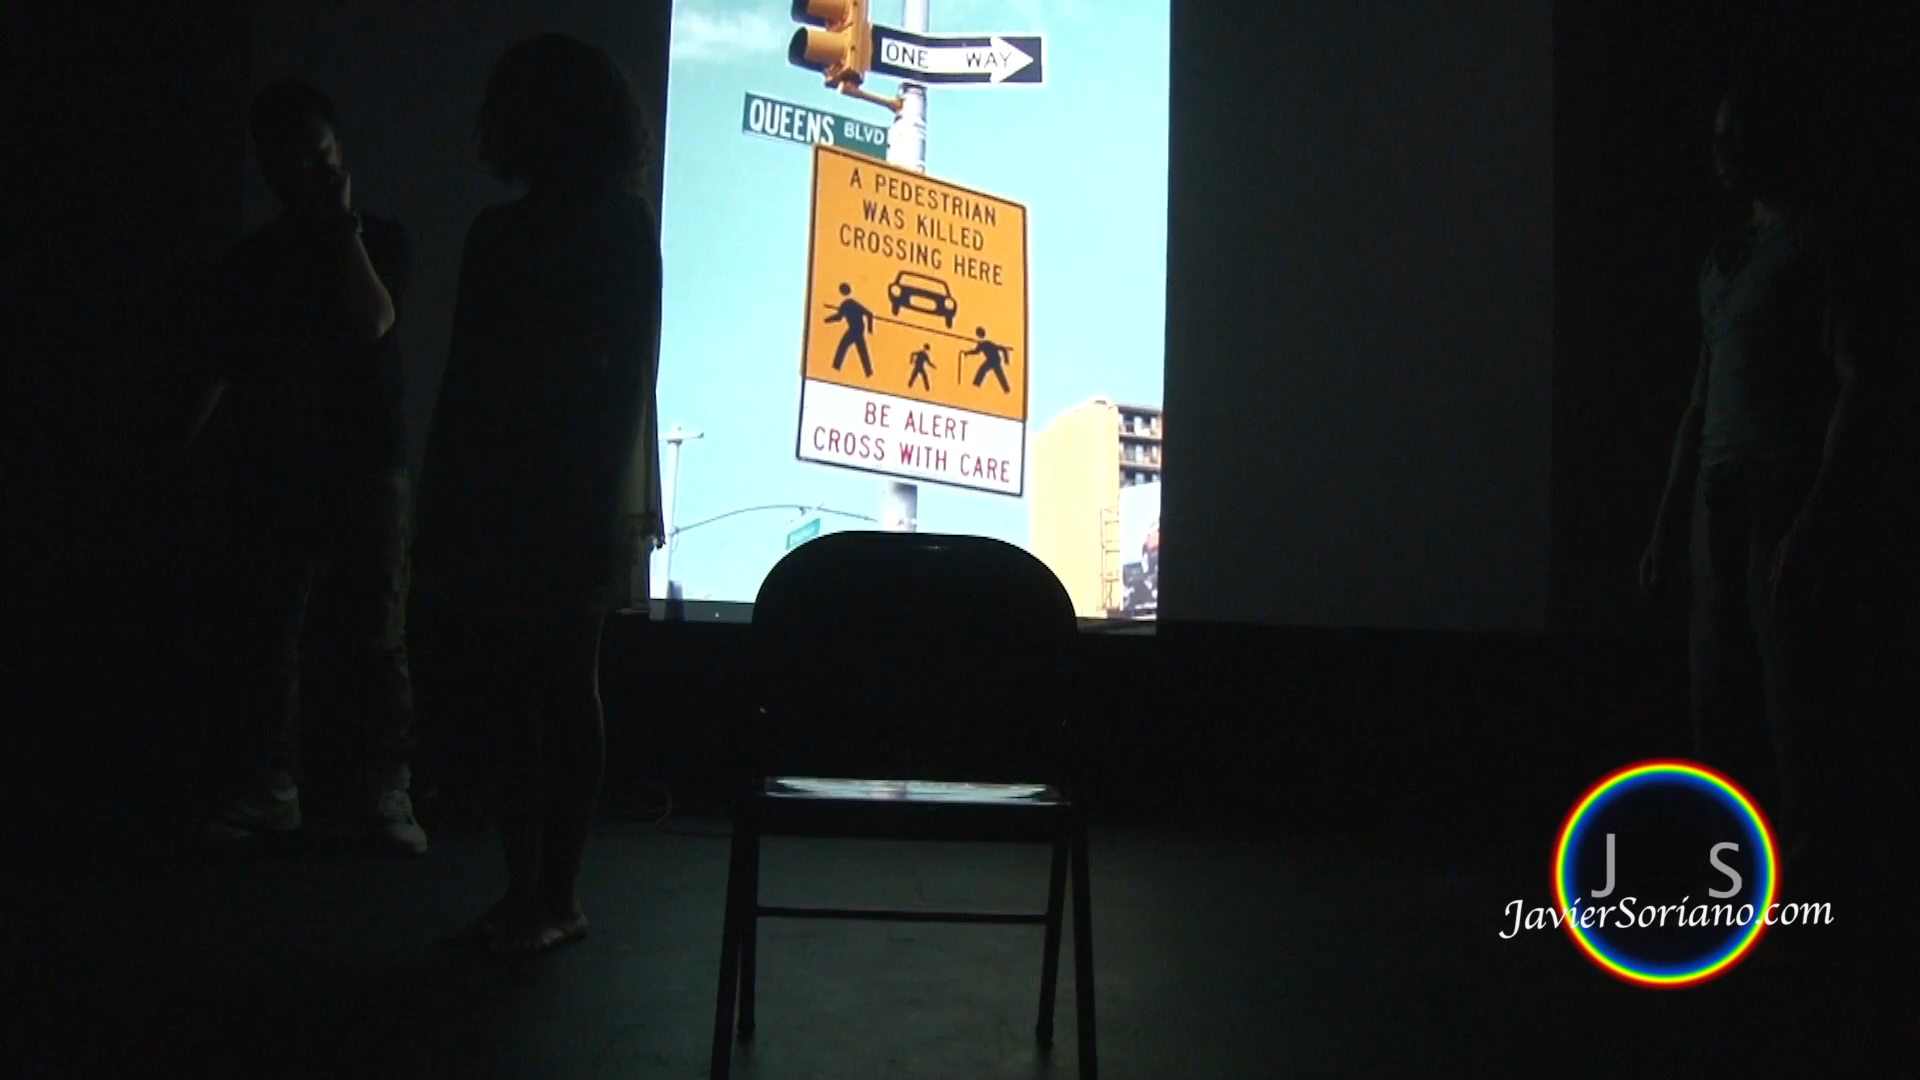 ONE WAY
QUEENS BLVD
A PEDESTRIAN
WAS KILLED
CROSSING HERE
BE ALERT
CROSS WITH CARE
J S
JavierSoriano.com